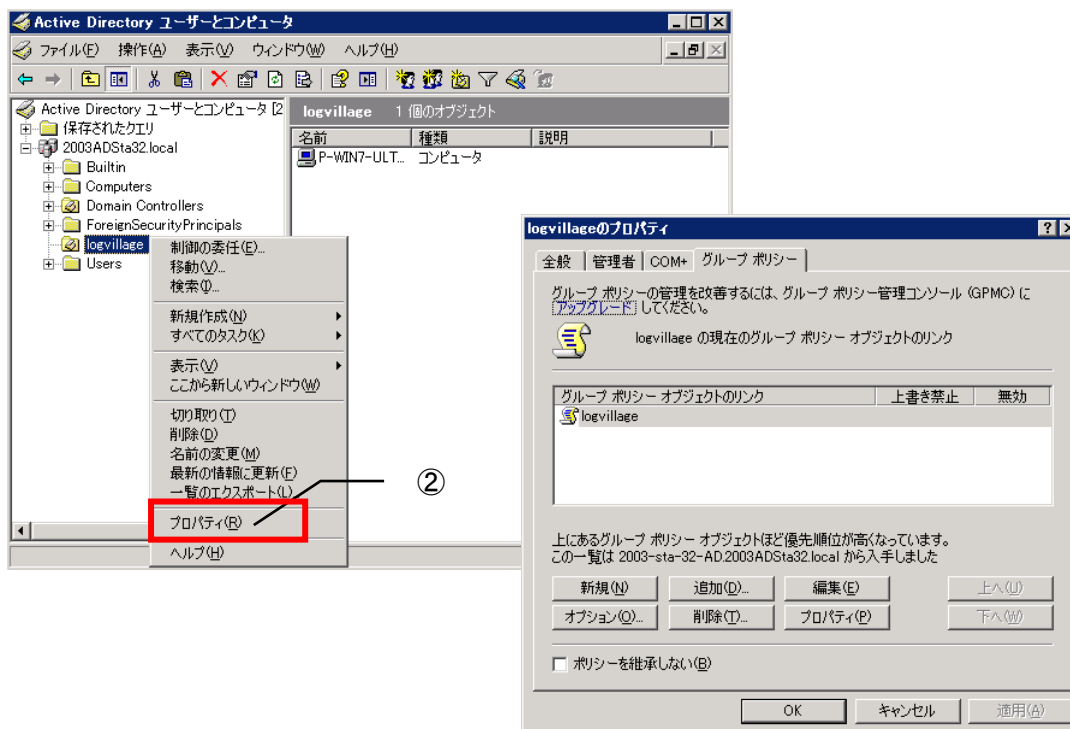 Active Directory ユーザーとコンピュータ
ファイル(F) 操作(A) 表示(V) ウィンドウ(W) ヘルプ(H)
Active Directory ユーザーとコンピュータ [2
保存されたクエリ
2003ADSta32.local
Builtin
Computers
Domain Controllers
ForeignSecurityPrincipals
logvillage
Users
logvillage 1 個のオブジェクト
名前 種類 説明
P-WIN7-ULT... コンピュータ
制御の委任(E)...
移動(V)...
検索(I)...
新規作成(N)
すべてのタスク(K)
表示(V)
ここから新しいウィンドウ(W)
切り取り(T)
削除(D)
名前の変更(M)
最新の情報に更新(F)
一覧のエクスポート(L)
プロパティ(R)
ヘルプ(H)
②
logvillageのプロパティ
全般 管理者 COM+ グループ ポリシー
グループ ポリシーの管理を改善するには、グループ ポリシー管理コンソール (GPMC) に
アップグレード してください。
logvillage の現在のグループ ポリシー オブジェクトのリンク
グループ ポリシー オブジェクトのリンク 上書き禁止 無効
logvillage
上にあるグループ ポリシー オブジェクトほど優先順位が高くなっています。
この一覧は 2003-sta-32-AD.2003ADSta32.local から入手しました
新規(N) 追加(D)... 編集(E) 上へ(U)
オプション(O)... 削除(T)... プロパティ(P) 下へ(W)
ポリシーを継承しない(B)
OK キャンセル 適用(A)